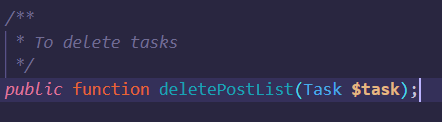 /**
* To delete tasks
*/
public function deletePostList(Task $task);